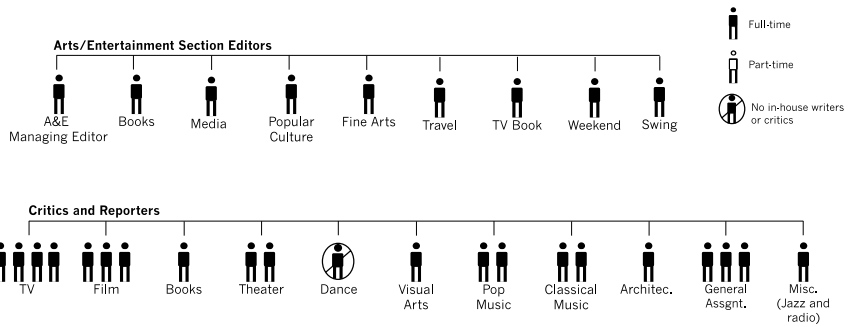 Full-time
Arts/Entertainment Section Editors
Part-time
No in-house writers
or critics
A&E
Managing Editor
Books
Media
Popular
Culture
Fine Arts
Travel
TV Book
Weekend
Swing
Critics and Reporters
TV
Film
Books
Theater
Dance
Visual
Arts
Pop
Music
Classical
Music
Architec.
General
Assgnt.
Misc.
(Jazz and
radio)